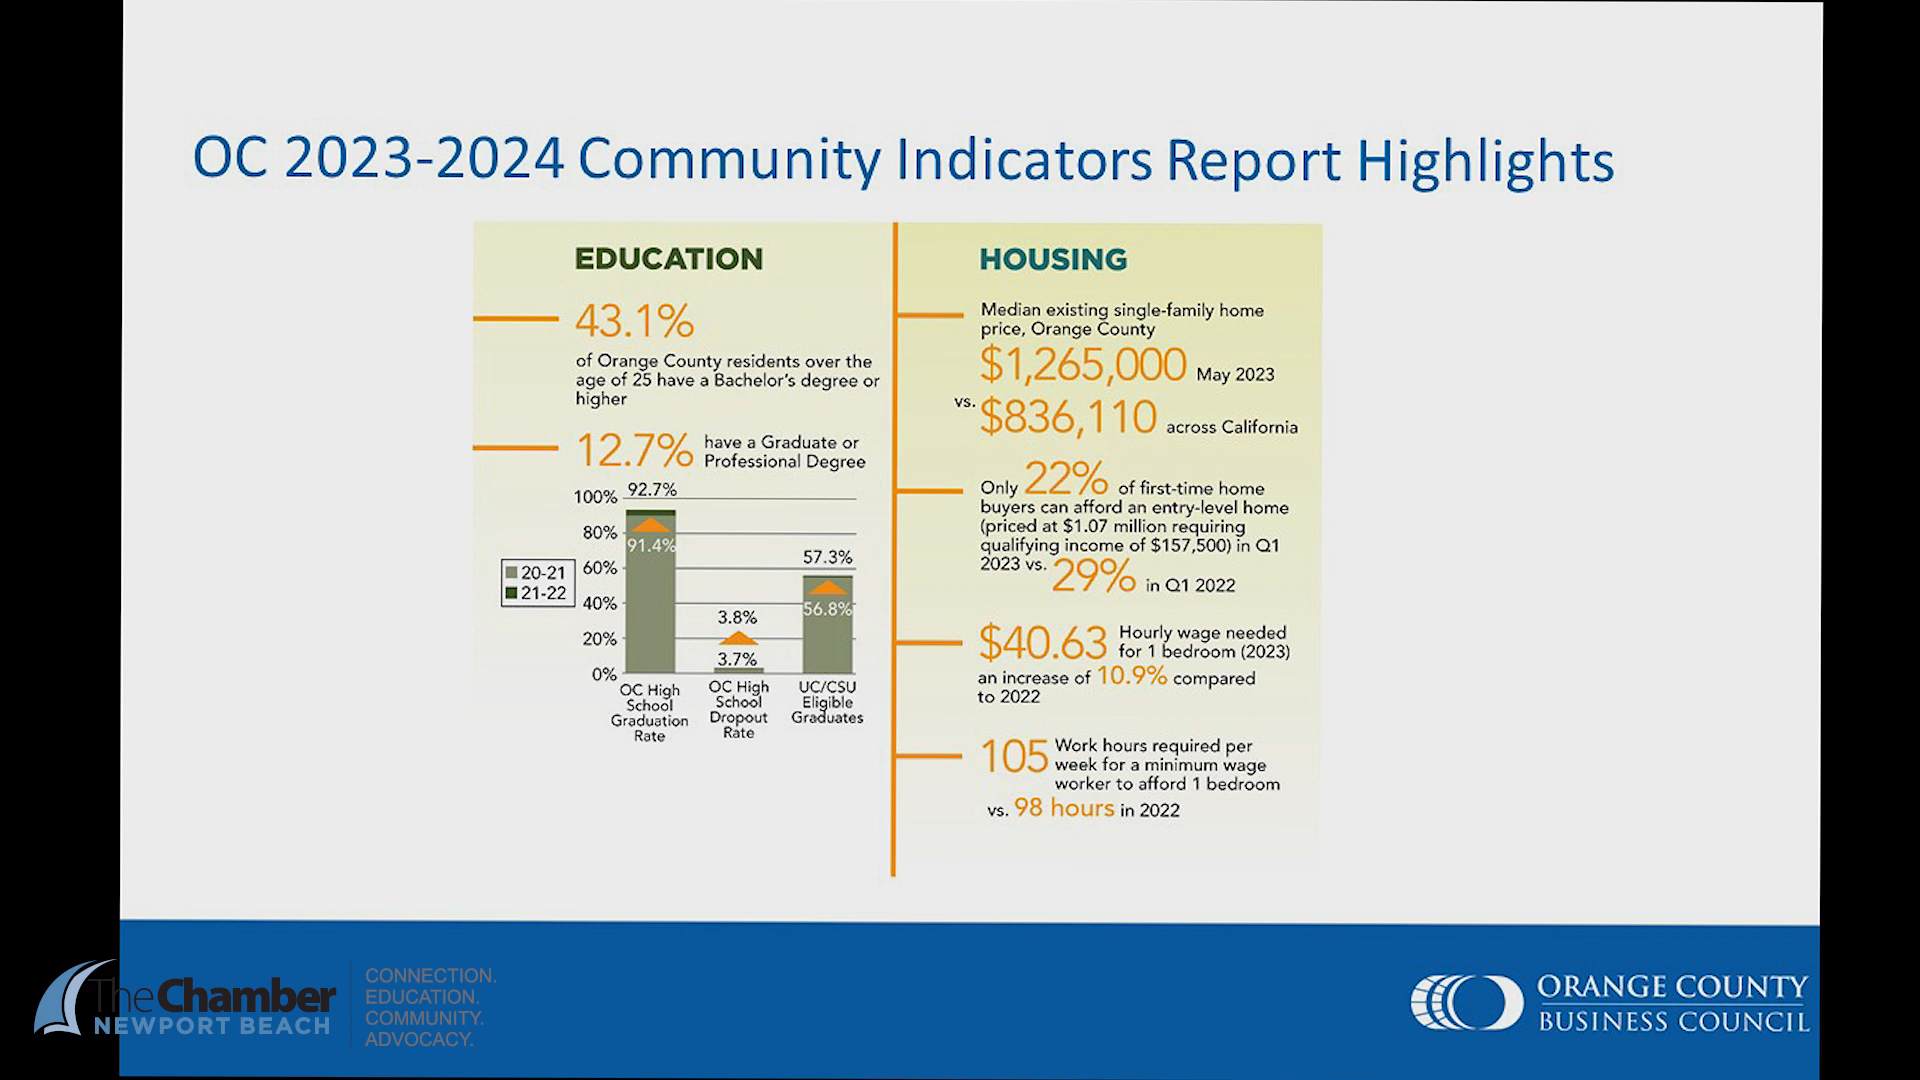 OC 2023-2024 Community Indicators Report Highlights
EDUCATION
43.1%
of Orange County residents over the
age of 25 have a Bachelor's degree or
higher
12.7% have a Graduate or
Professional Degree
100%
80%
60%
40%
20%
0%
20-21
21-22
92.7%
91.4%
3.8%
3.7%
57.3%
56.8%
OC High
School
Graduation
Rate
OC High
School
Dropout
Rate
UC/CSU
Eligible
Graduates
HOUSING
Median existing single-family home
price, Orange County
$1,265,000 May 2023
vs. $836,110 across California
Only 22% of first-time home
buyers can afford an entry-level home
(priced at $1.07 million requiring
qualifying income of $157,500) in Q1
2023 vs. 29% in Q1 2022
$40.63 Hourly wage needed
for 1 bedroom (2023)
an increase of 10.9% compared
to 2022
105 Work hours required per
week for a minimum wage
worker to afford 1 bedroom
vs. 98 hours in 2022
The Chamber
NEWPORT BEACH
CONNECTION.
EDUCATION.
COMMUNITY.
ADVOCACY.
ORANGE COUNTY
BUSINESS COUNCIL